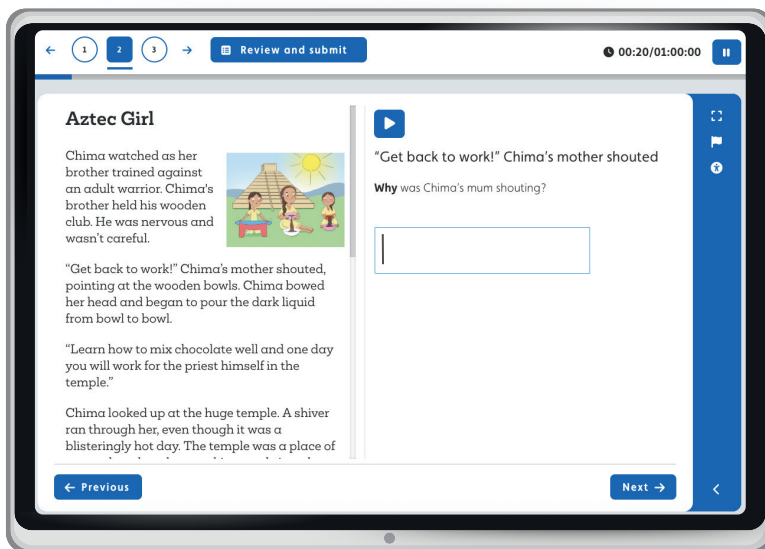 1
2
3
Review and submit
00:20/01:00:00
Aztec Girl
Chima watched as her
brother trained against
an adult warrior. Chima's
brother held his wooden
club. He was nervous and
wasn't careful.
"Get back to work!" Chima's mother shouted,
pointing at the wooden bowls. Chima bowed
her head and began to pour the dark liquid
from bowl to bowl.
"Learn how to mix chocolate well and one day
you will work for the priest himself in the
temple."
Chima looked up at the huge temple. A shiver
ran through her, even though it was a
blisteringly hot day. The temple was a place of
"Get back to work!" Chima's mother shouted
Why was Chima's mum shouting?
Previous
Next